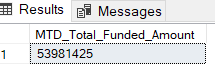 Results Messages
MTD_Total_Funded_Amount
1 53981425